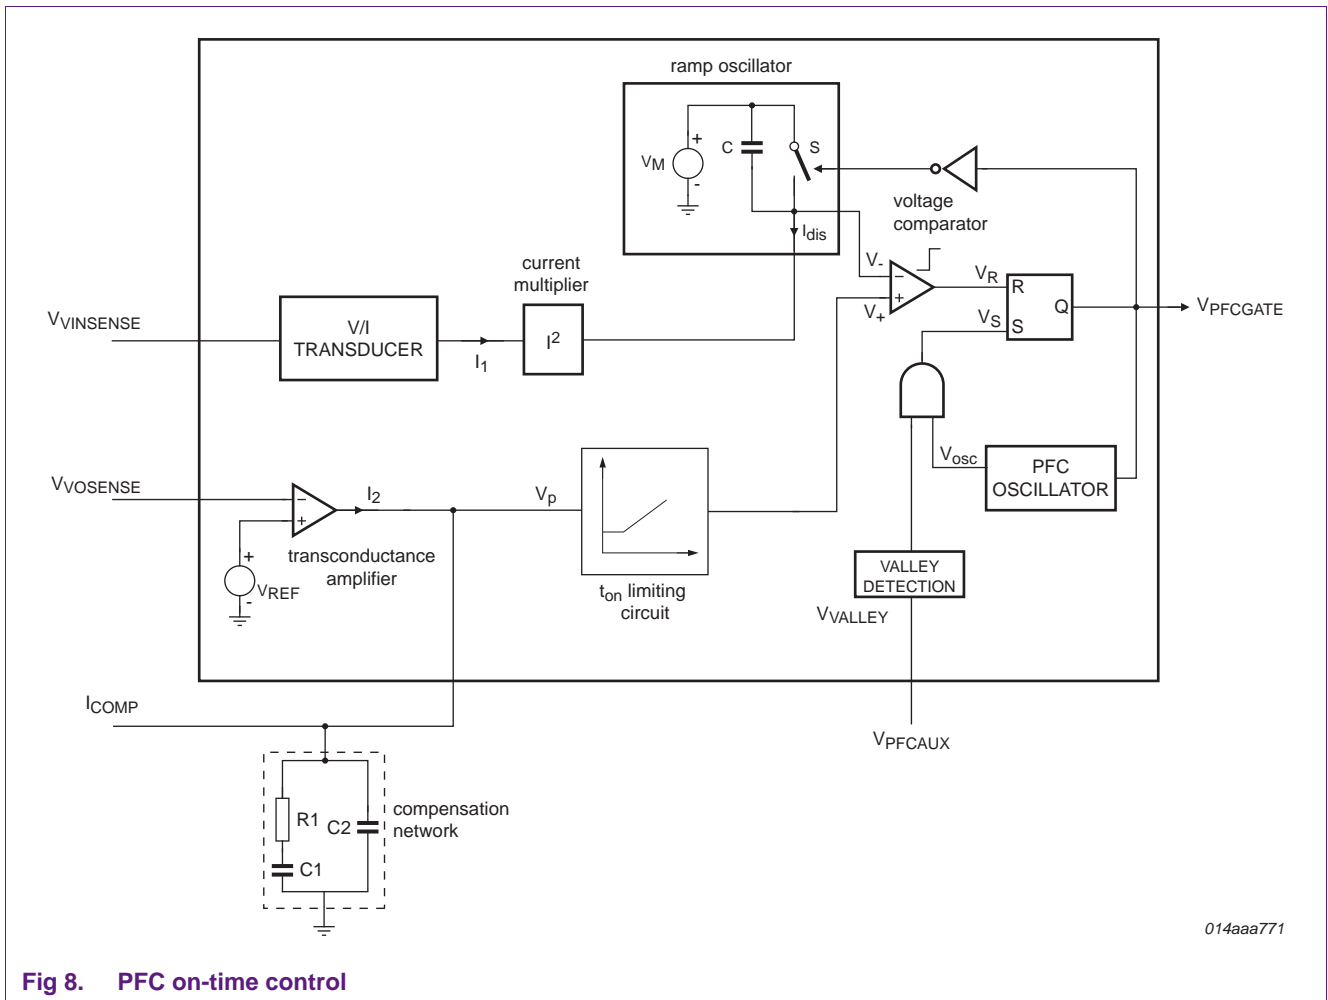 ramp oscillator
+
VM
-
C
S
Idis
voltage
comparator
current
multiplier
VVINSENSE
V/I
TRANSDUCER
I1
I2
V-
−
V+
+
VR
R
VS
S
Q
VPFCGATE
Vosc
PFC
OSCILLATOR
VVOSENSE
−
+
I2
transconductance
amplifier
+
VREF
-
Vp
ton limiting
circuit
VALLEY
DETECTION
VVALLEY
VPFCAUX
ICOMP
R1
C2
C1
compensation
network
014aaa771
Fig 8. PFC on-time control